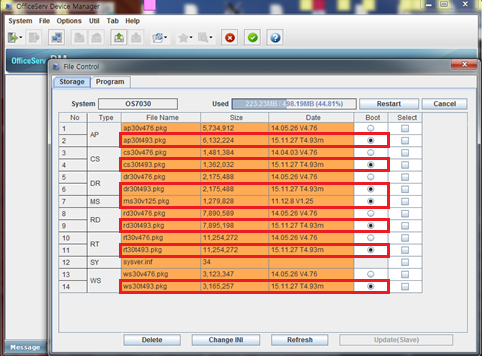 OfficeServ Device Manager
System File Options Util Tab Help
OfficeServ DM
File Control
Storage Program
System OS7030 Used 223.23MB/498.19MB (44.81%) Restart Cancel
No Type File Name Size Date Boot Select
1 AP ap30v476.pkg 5,734,912 14.05.26 V4.76
2 ap30t493.pkg 6,132,224 15.11.27 T4.93m
3 CS cs30v476.pkg 1,481,384 14.04.03 V4.76
4 cs30t493.pkg 1,362,032 15.11.27 T4.93m
5 DR dr30v476.pkg 2,175,488 14.05.26 V4.76
6 dr30t493.pkg 2,175,488 15.11.27 T4.93m
7 MS ms30v125.pkg 1,279,828 11.12.8 V1.25
8 RD rd30v476.pkg 7,890,589 14.05.26 V4.76
9 rd30t493.pkg 7,895,198 15.11.27 T4.93m
10 RT rt30v476.pkg 11,254,272 14.05.26 V4.76
11 rt30t493.pkg 11,254,272 15.11.27 T4.93m
12 SY sysver.inf 34
13 WS ws30v476.pkg 3,123,347 14.05.26 V4.76
14 ws30t493.pkg 3,165,257 15.11.27 T4.93m
Delete Change INI Refresh Update(Slave)
Message